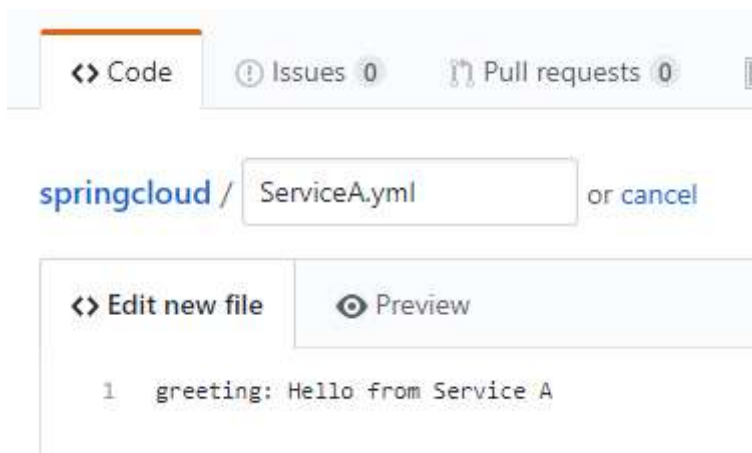 <> Code Issues 0 Pull requests 0
springcloud / ServiceA.yml or cancel
<> Edit new file Preview
1 greeting: Hello from Service A